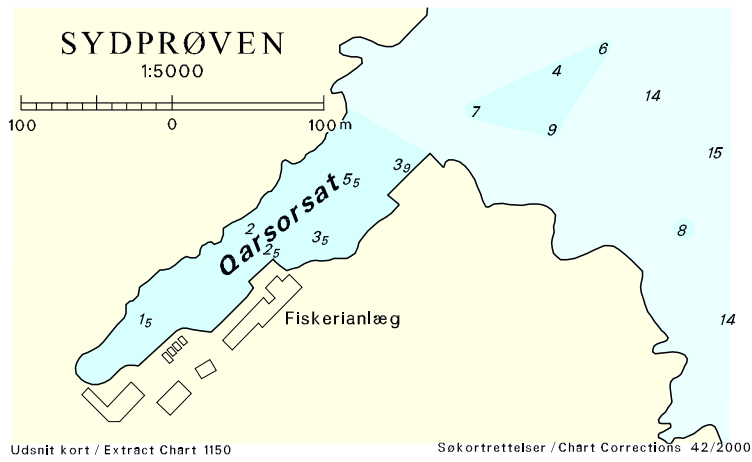 SYDPRØVEN
1:5000
100 0 100 m
6
4
7
14
9
15
3₉
5₅
8
2
Qarsorsat
3₅
2₅
1₅
14
Fiskerianlæg
Udsnit kort / Extract Chart 1150
Søkortrettelser / Chart Corrections 42/2000